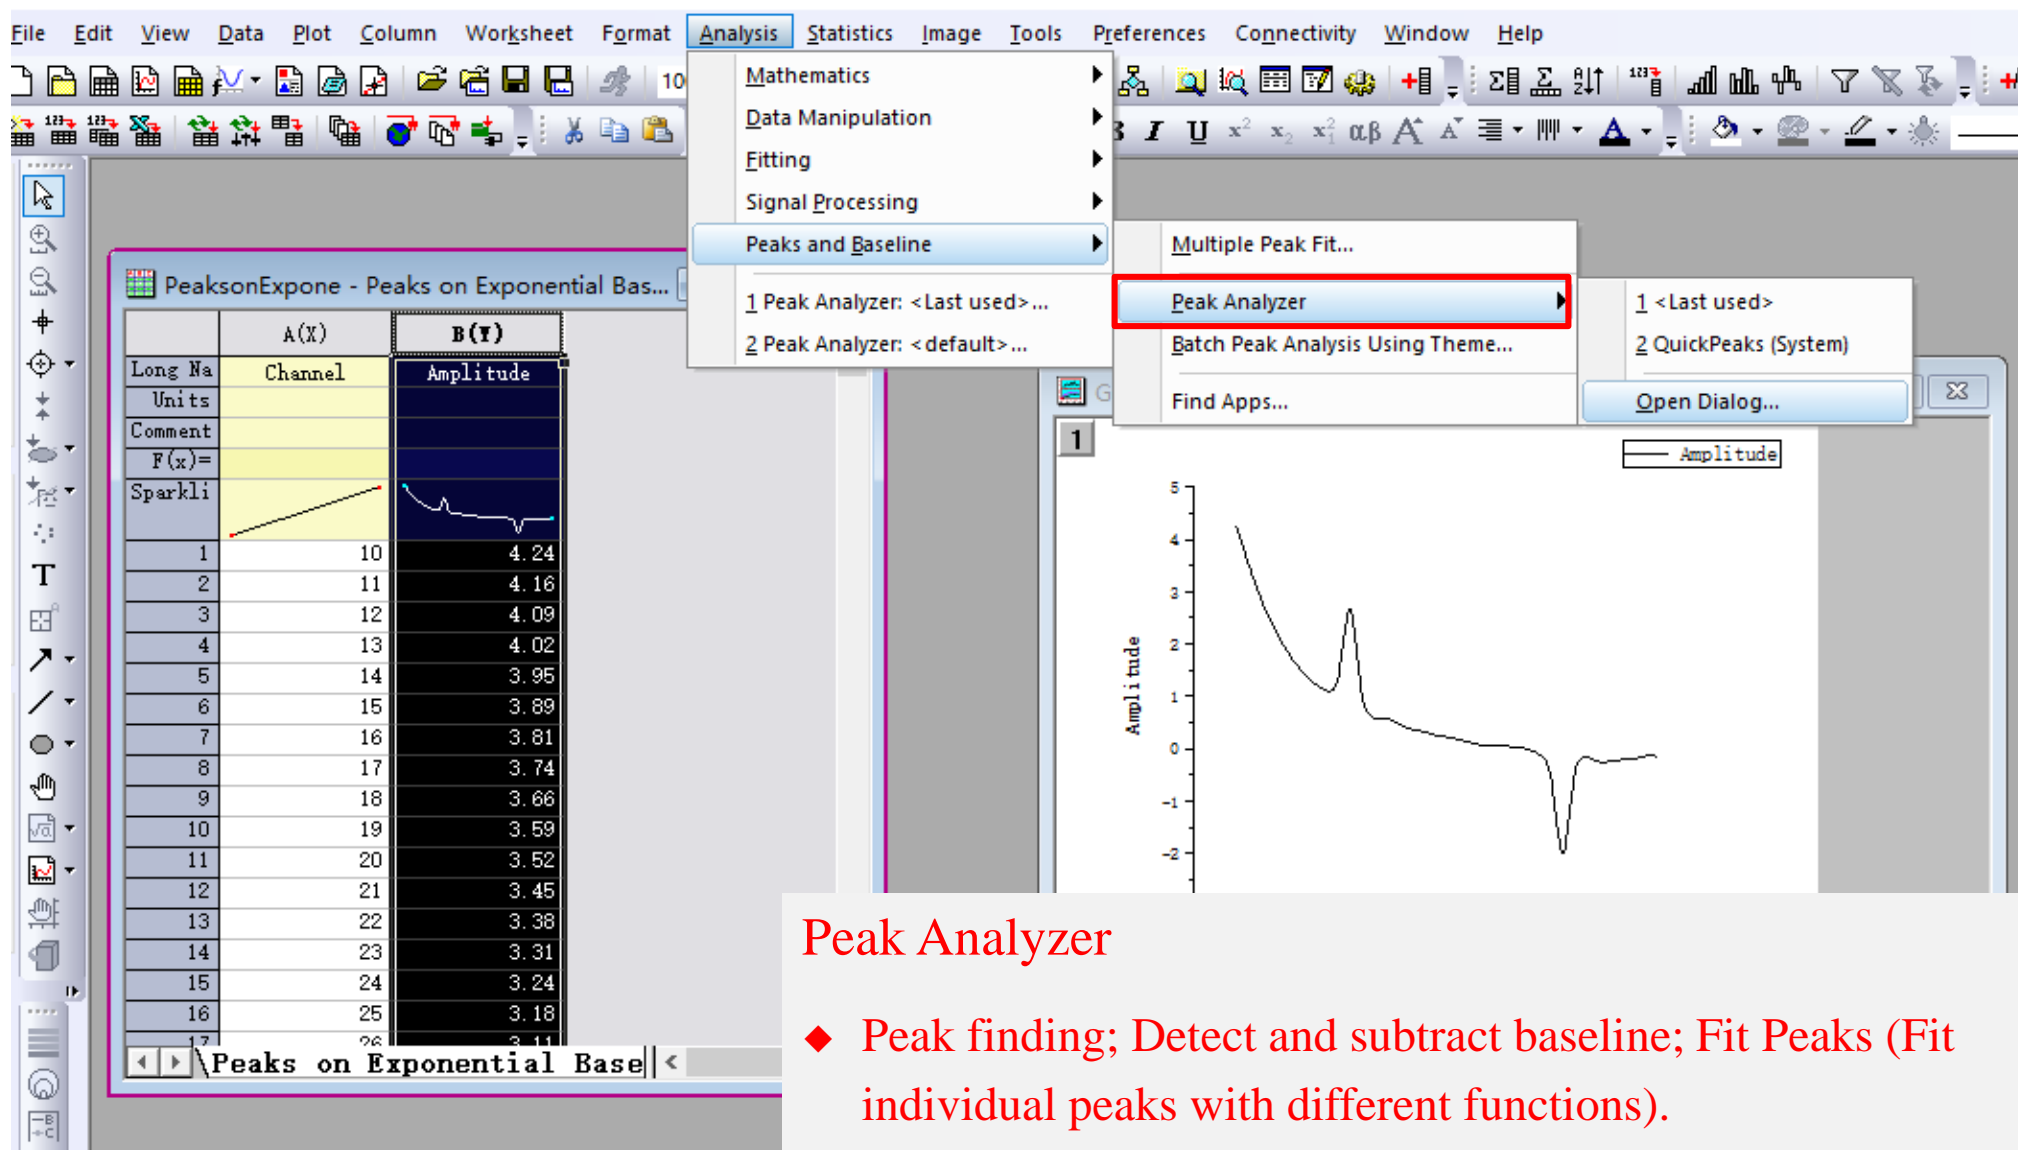 File Edit View Data Plot Column Worksheet Format Analysis Statistics Image Tools Preferences Connectivity Window Help
Mathematics
Data Manipulation
Fitting
Signal Processing
Peaks and Baseline
1 Peak Analyzer: <Last used>...
2 Peak Analyzer: <default>...
Multiple Peak Fit...
Peak Analyzer
Batch Peak Analysis Using Theme...
Find Apps...
1 <Last used>
2 QuickPeaks (System)
Open Dialog...
PeaksonExpone - Peaks on Exponential Bas...
A(X) B(Y)
Long Na Channel Amplitude
Units
Comment
F(x)=
Sparkli
1 10 4.24
2 11 4.16
3 12 4.09
4 13 4.02
5 14 3.95
6 15 3.89
7 16 3.81
8 17 3.74
9 18 3.66
10 19 3.59
11 20 3.52
12 21 3.45
13 22 3.38
14 23 3.31
15 24 3.24
16 25 3.18
17 26 3.11
Peaks on Exponential Base
1
Amplitude
5
4
3
2
1
0
-1
-2
Amplitude
Peak Analyzer
◆ Peak finding; Detect and subtract baseline; Fit Peaks (Fit
individual peaks with different functions).